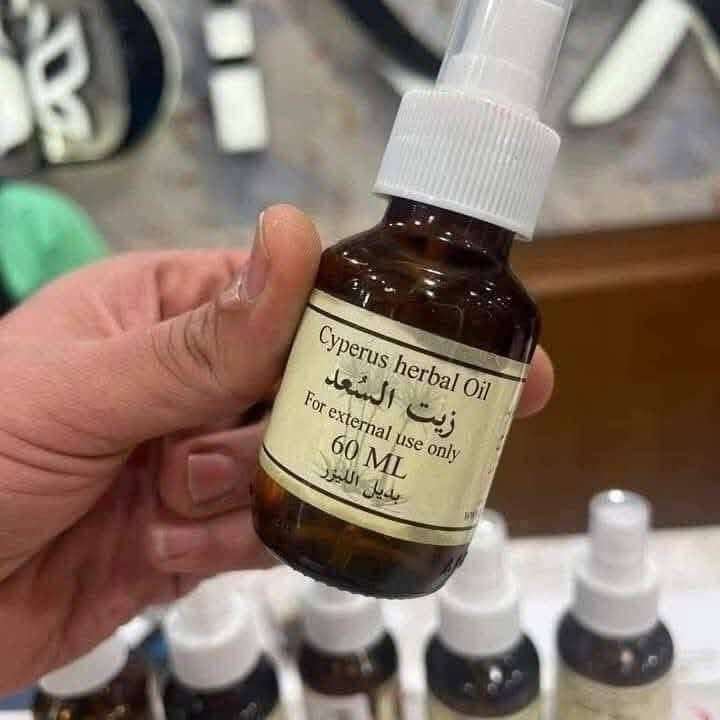 Cyperus herbal Oil
زيت السُعد
For external use only
60 ML
بديل الليزر